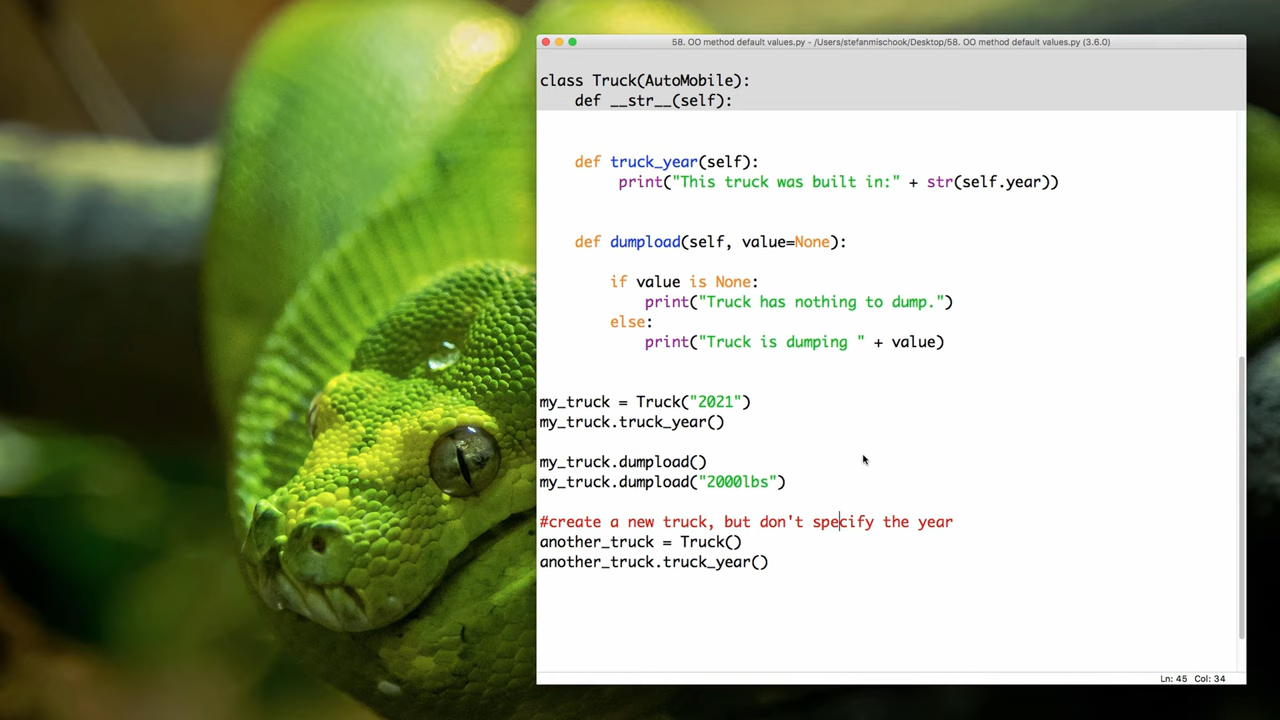 58. OO method default values.py - /Users/stefanmischook/Desktop/58. OO method default values.py (3.6.0)
class Truck(AutoMobile):
def __str__(self):
def truck_year(self):
print("This truck was built in:" + str(self.year))
def dumpload(self, value=None):
if value is None:
print("Truck has nothing to dump.")
else:
print("Truck is dumping " + value)
my_truck = Truck("2021")
my_truck.truck_year()
my_truck.dumpload()
my_truck.dumpload("2000lbs")
#create a new truck, but don't specify the year
another_truck = Truck()
another_truck.truck_year()
Ln: 45 Col: 34